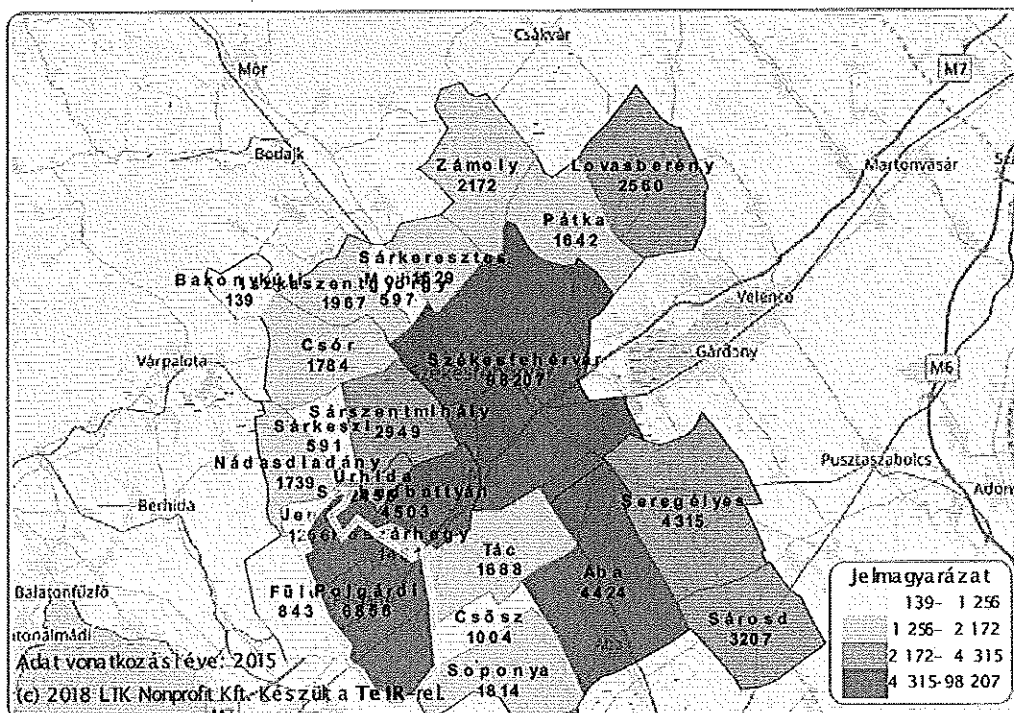 Csákvár
Mór
M7
Bodajk
Zámoly
2172
Lovasberény
2560
Martonvásár
Pátka
1642
Sárkeresztes
1529
597
Bakonykúti
139
1967
Velence
Csór
1784
Várpalota
Székesfehérvár
98207
Gárdony
M6
Sárszentmihály
2949
591
Nádasdladány
1739
Úrhida
Pusztaszabolcs
Berhida
4503
Seregélyes
4315
Tác
1688
Aba
4424
Polgárdi
6856
843
Csősz
1004
Sárosd
3207
Balatonfűzfő
Soponya
1814
Jelmagyarázat
139- 1 256
1 256- 2 172
2 172- 4 315
4 315-98 207
Adat vonatkozási éve: 2015
(c) 2018 LTK Nonprofit Kft. Készült a TeIR-rel.